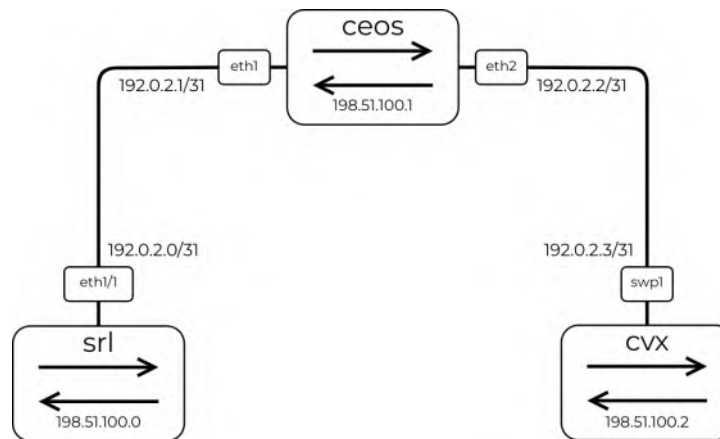 ceos
eth1
eth2
192.0.2.1/31
192.0.2.2/31
198.51.100.1
192.0.2.0/31
192.0.2.3/31
eth1/1
swp1
srl
cvx
198.51.100.0
198.51.100.2